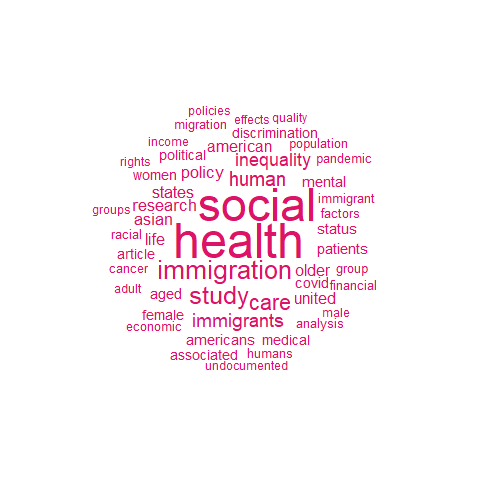 policies
effects quality
migration
discrimination
income american population
rights political inequality pandemic
women policy human mental
states social immigrant
groups research factors
asian status
racial life health patients
article
cancer immigration older group
adult aged study care covid financial
united
female immigrants male
economic analysis
americans medical
associated humans
undocumented